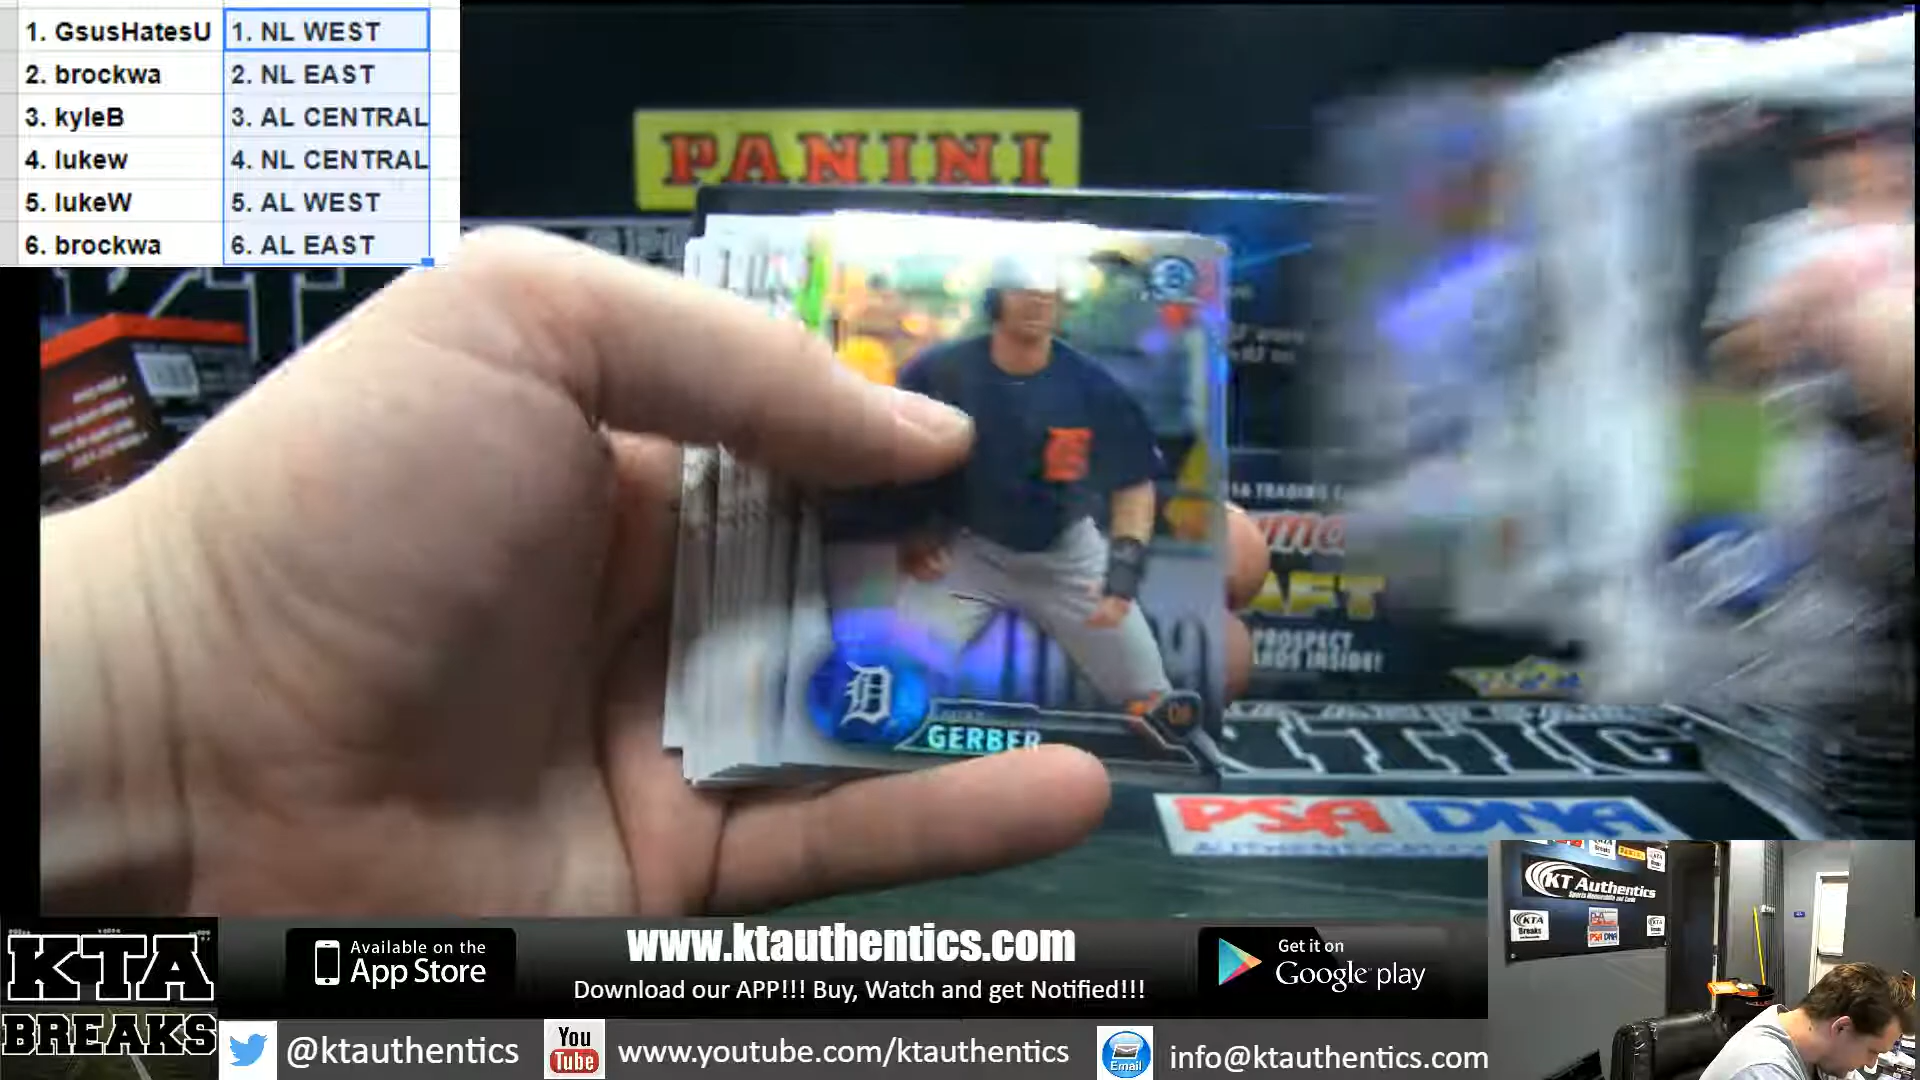 1. GsusHatesU 1. NL WEST
2. brockwa 2. NL EAST
3. kyleB 3. AL CENTRAL
4. lukew 4. NL CENTRAL
5. lukeW 5. AL WEST
6. brockwa 6. AL EAST
PANINI
GERBER
PROSPECT
PSA DNA
KT Authentics
KTA
BREAKS
Available on the
App Store
www.ktauthentics.com
Download our APP!!! Buy, Watch and get Notified!!!
Get it on
Google play
@ktauthentics
You
Tube
www.youtube.com/ktauthentics
Email
info@ktauthentics.com